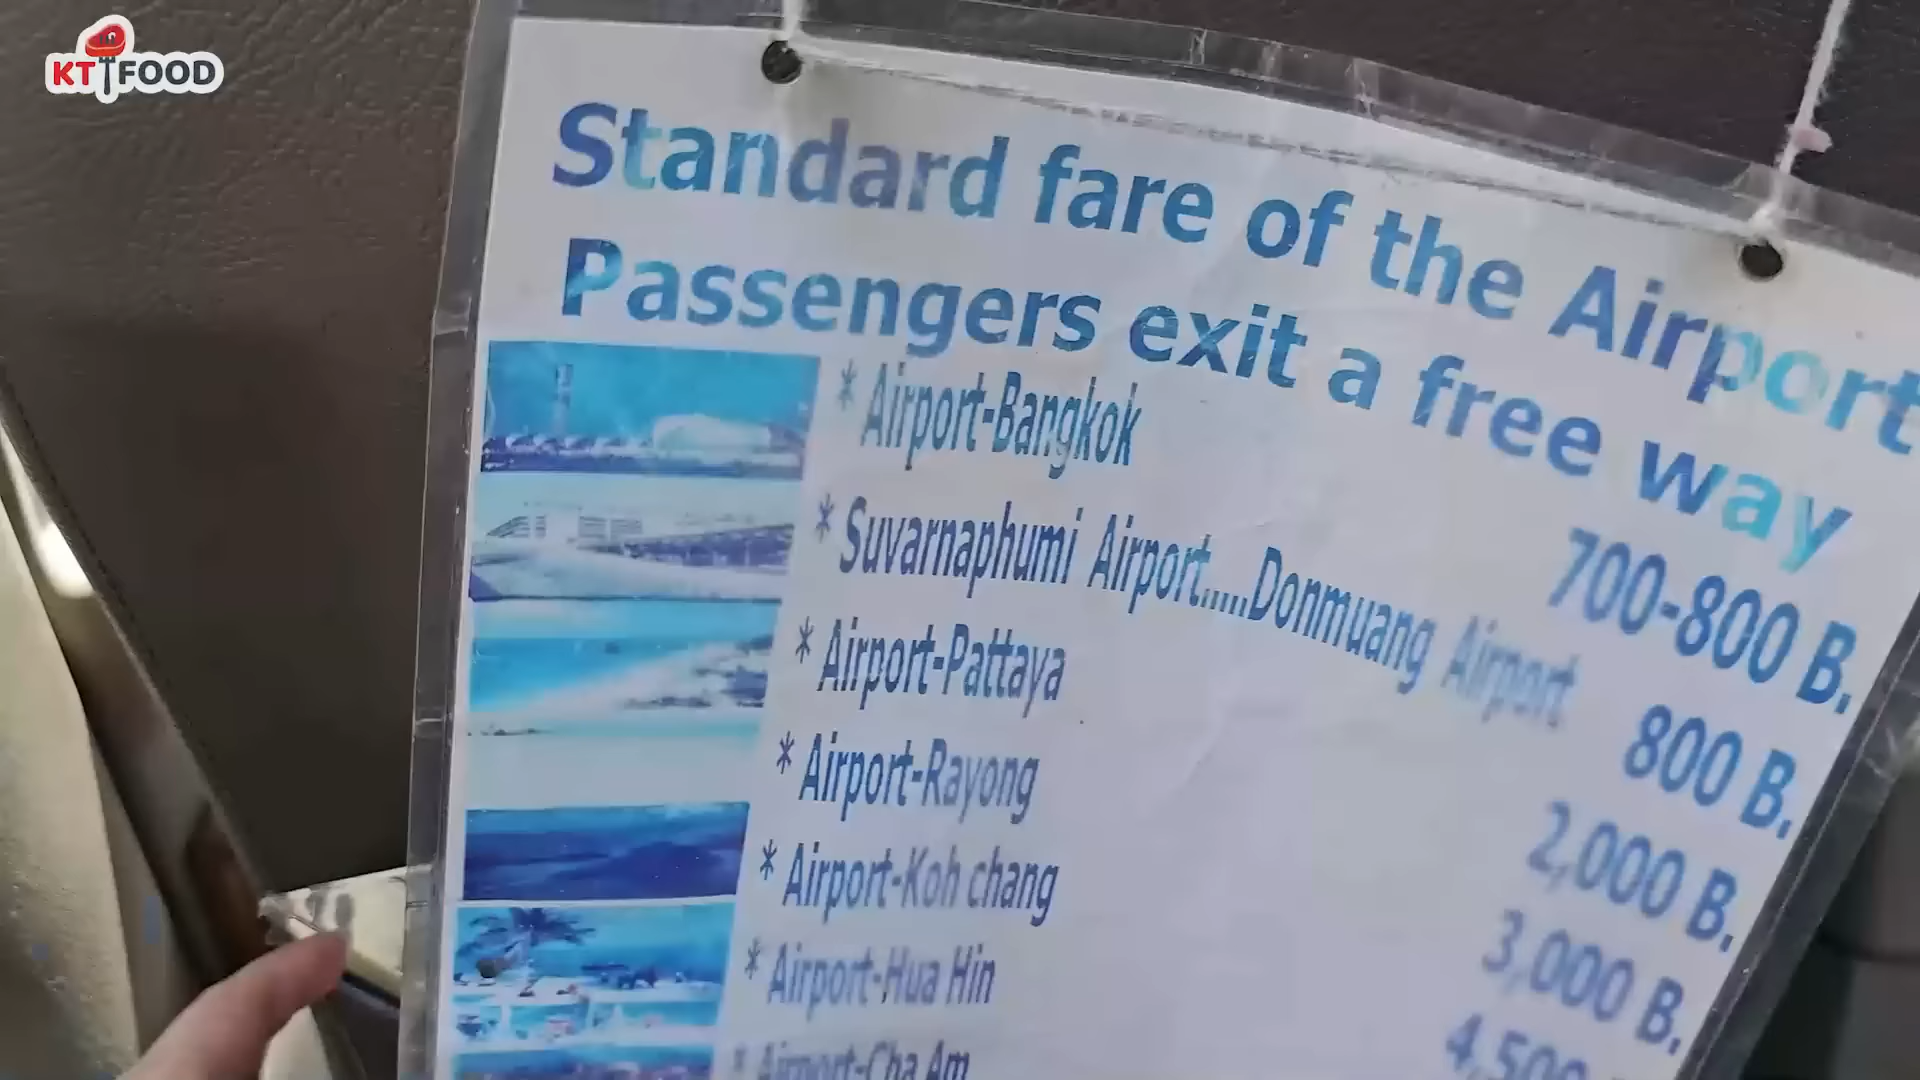 KT FOOD
Standard fare of the Airport
Passengers exit a free way
* Airport-Bangkok 700-800 B.
* Suvarnaphumi Airport.....Donmuang Airport 800 B.
* Airport-Pattaya 2,000 B.
* Airport-Rayong 3,000 B.
* Airport-Koh chang 4,500
* Airport-Hua Hin
* Airport-Cha Am